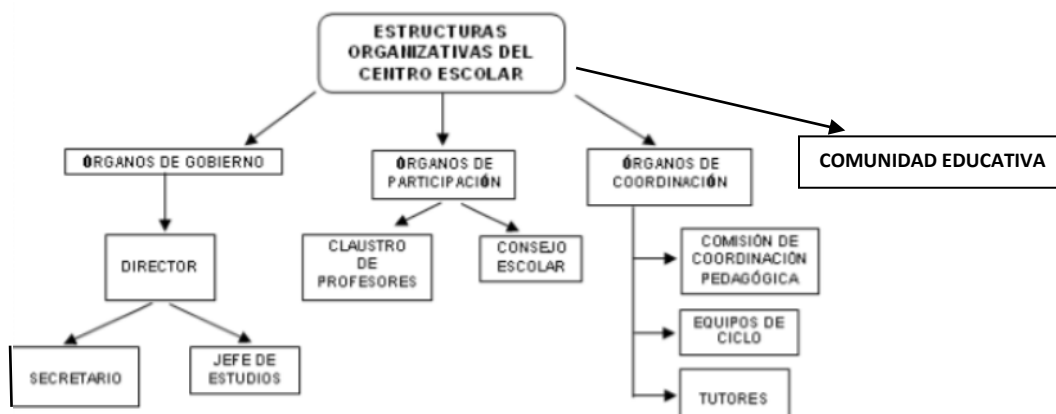 ESTRUCTURAS
ORGANIZATIVAS DEL
CENTRO ESCOLAR
ÓRGANOS DE GOBIERNO
ÓRGANOS DE
PARTICIPACIÓN
ÓRGANOS DE
COORDINACIÓN
COMUNIDAD EDUCATIVA
DIRECTOR
CLAUSTRO
DE
PROFESORES
CONSEJO
ESCOLAR
COMISIÓN DE
COORDINACIÓN
PEDAGÓGICA
SECRETARIO
JEFE DE
ESTUDIOS
EQUIPOS DE
CICLO
TUTORES